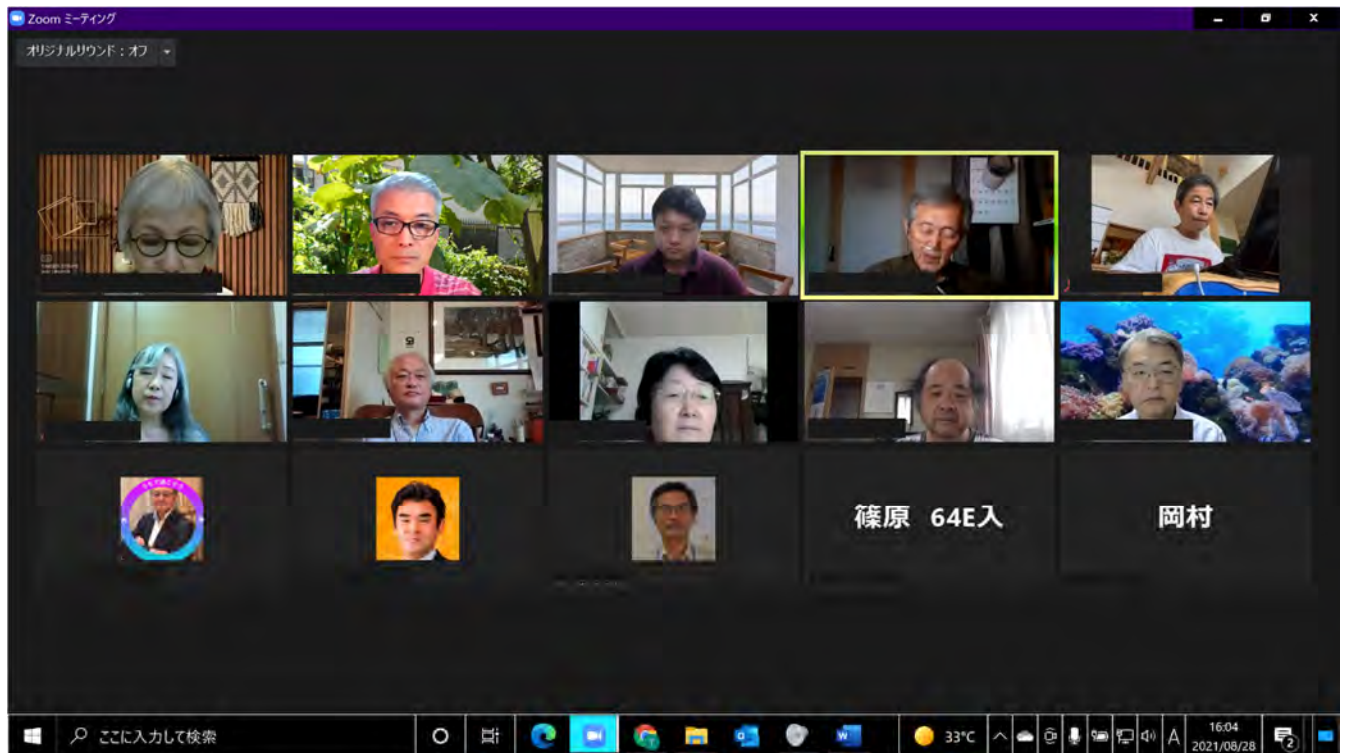 Zoom ミーティング
オリジナルサウンド：オフ
篠原 64E入
岡村
ここに入力して検索
33°C
A
16:04
2021/08/28
2